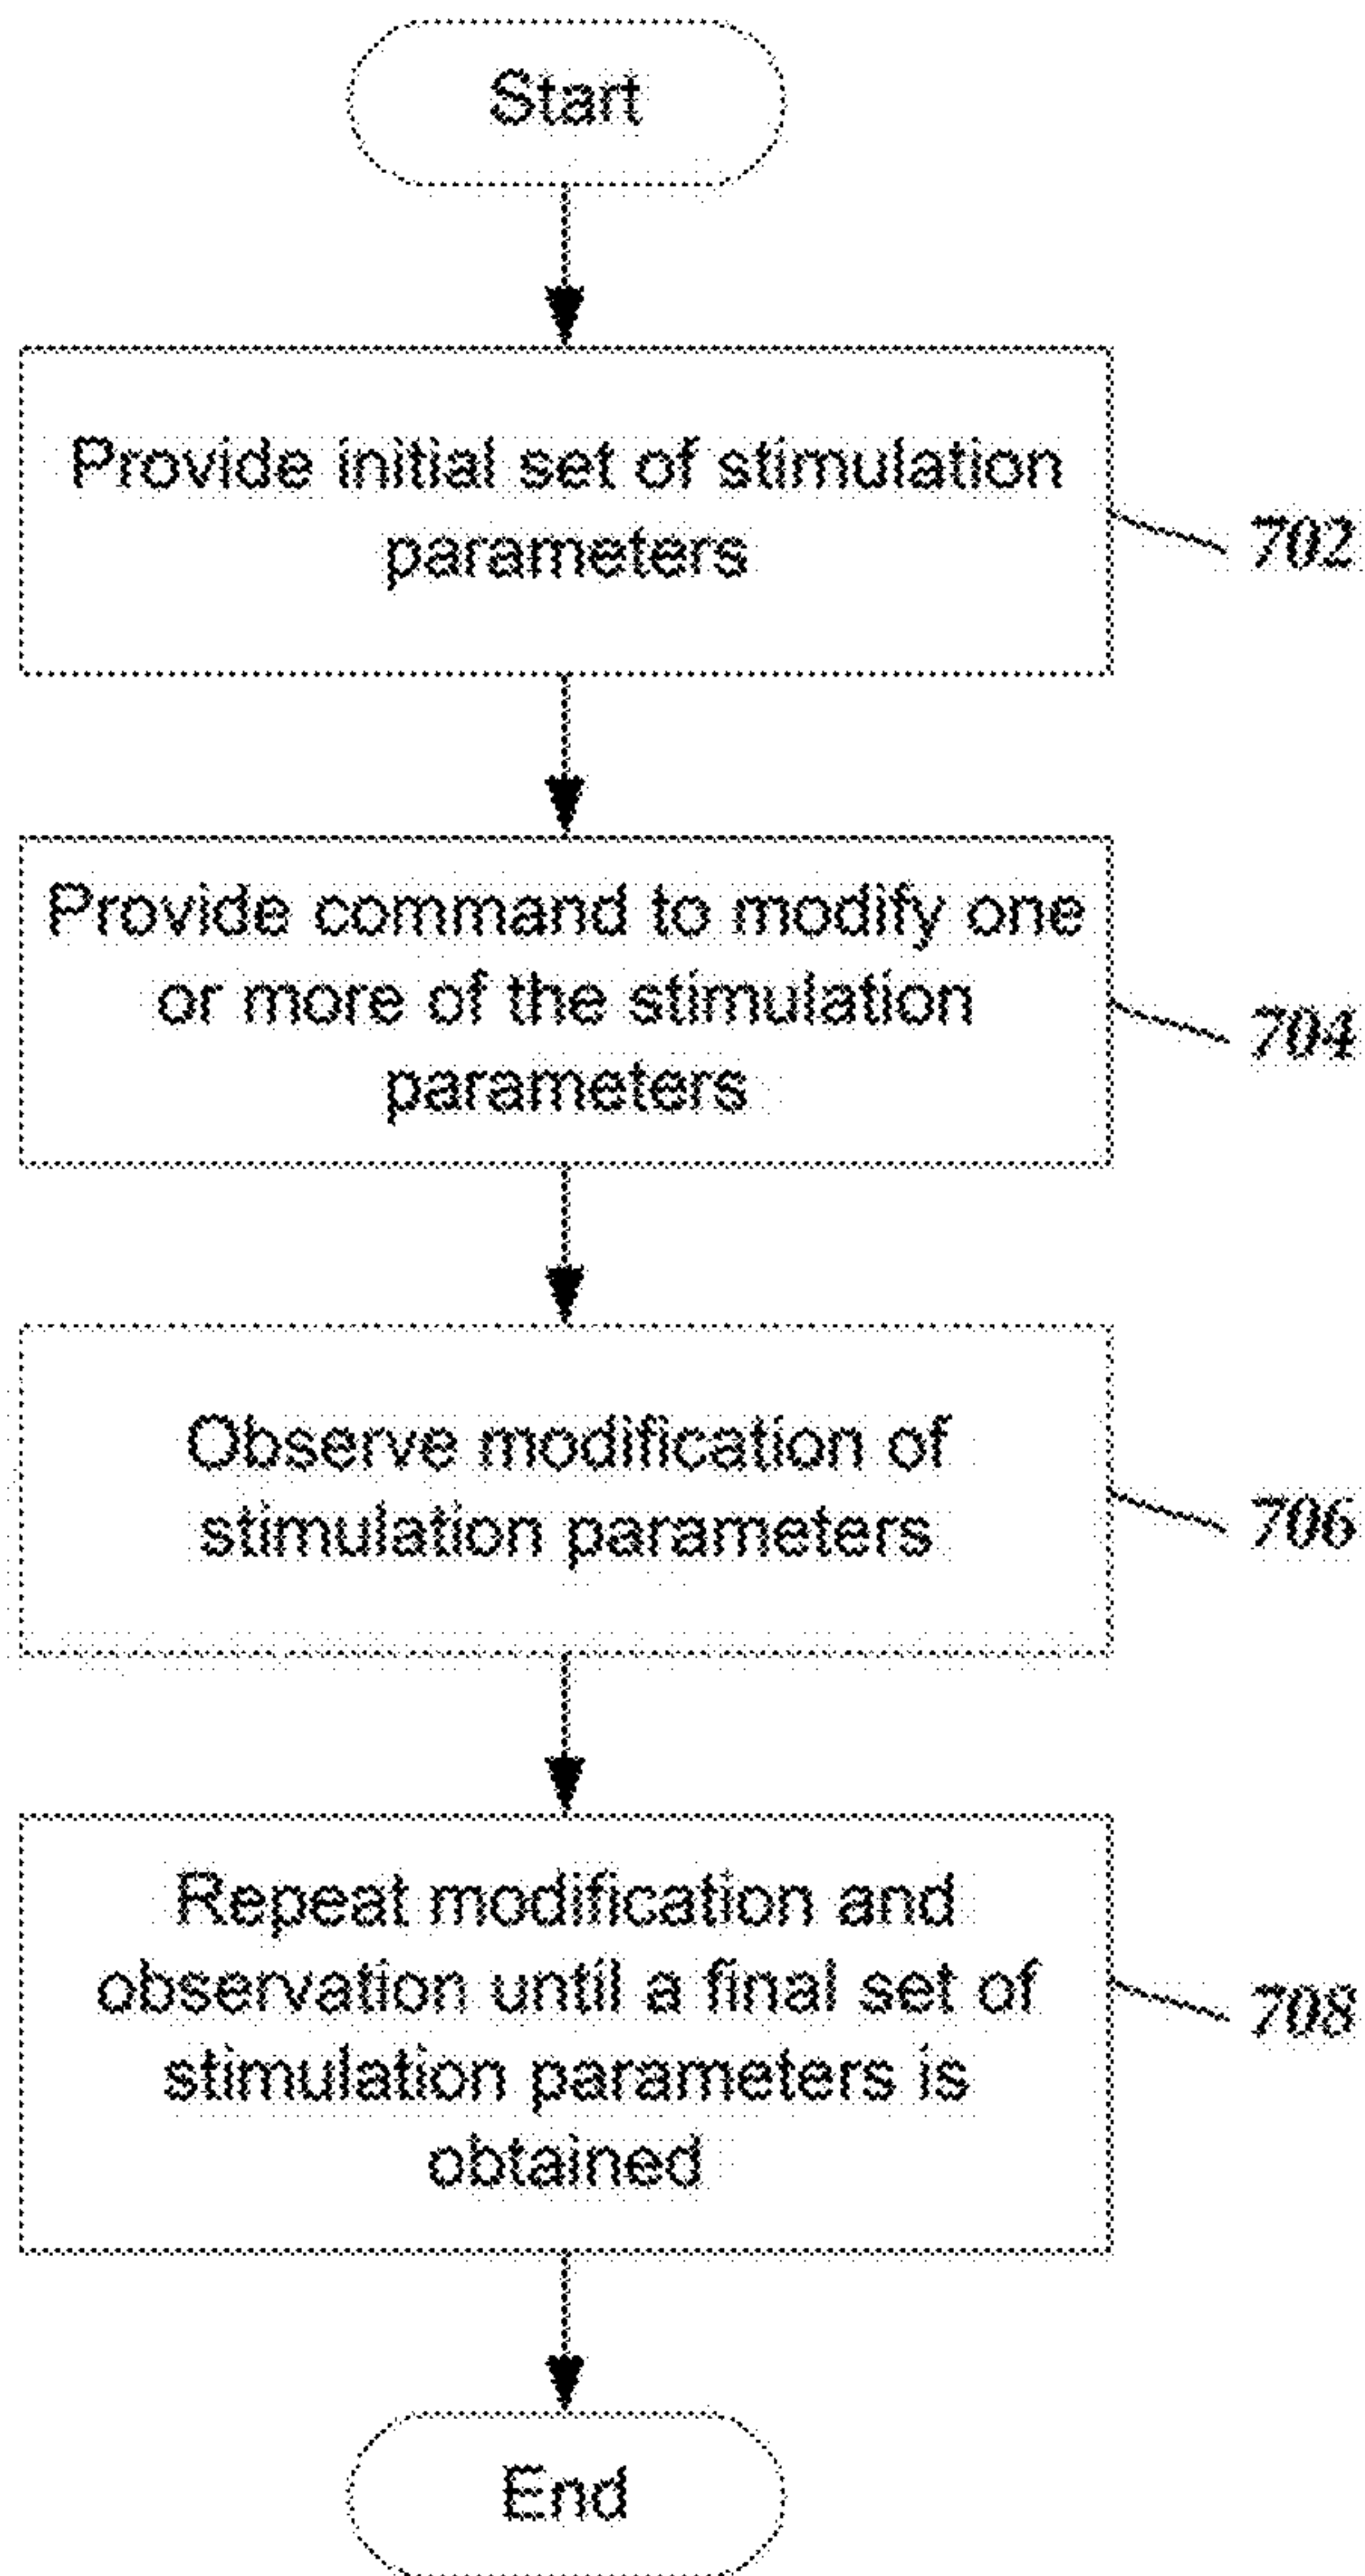 Start
Provide initial set of stimulation
parameters
702
Provide command to modify one
or more of the stimulation
parameters
704
Observe modification of
stimulation parameters
706
Repeat modification and
observation until a final set of
stimulation parameters is
obtained
708
End